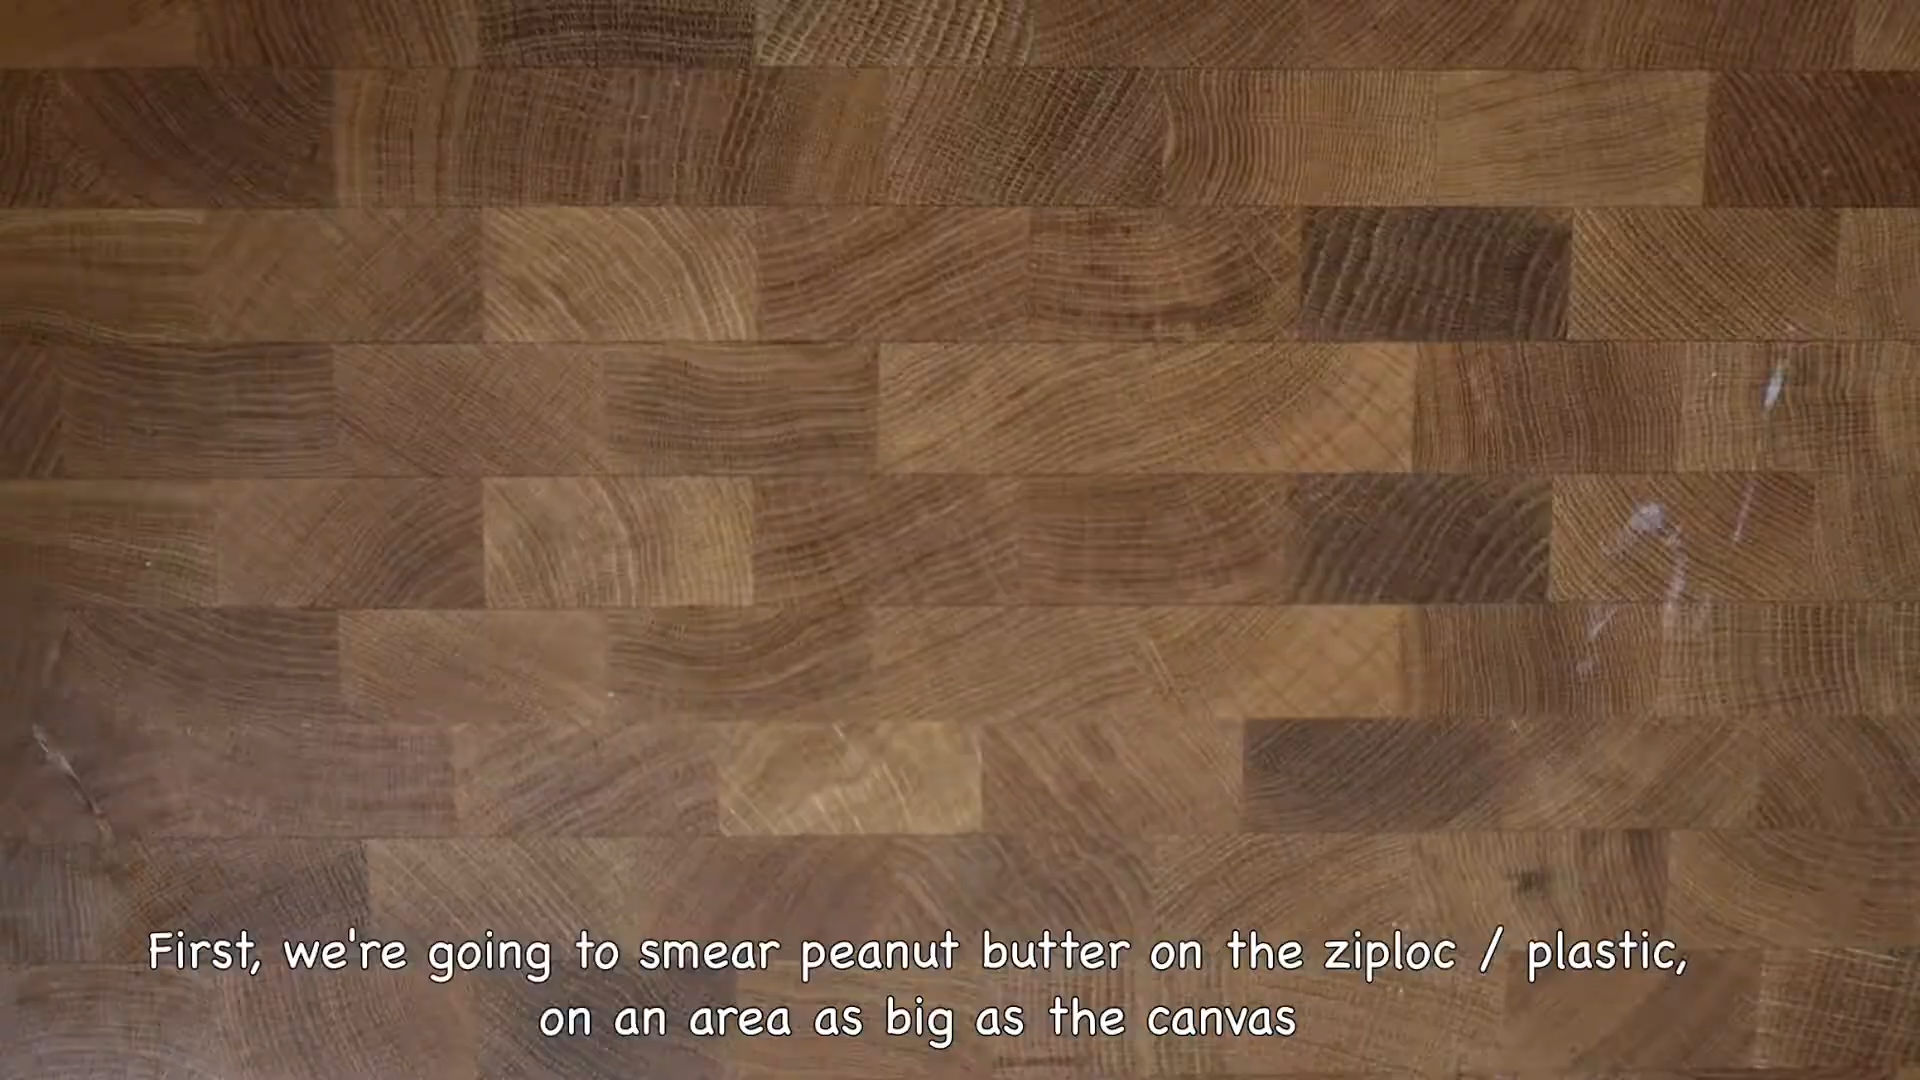 First, we're going to smear peanut butter on the ziploc / plastic,
on an area as big as the canvas